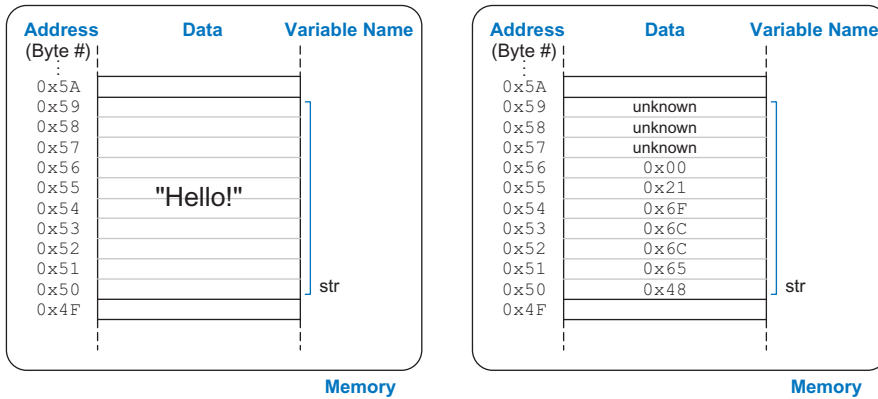 Address Data Variable Name
(Byte #)
⋮
0x5A
0x59
0x58
0x57
0x56
0x55
"Hello!"
0x54
0x53
0x52
0x51
0x50
str
0x4F
Memory
Address Data Variable Name
(Byte #)
⋮
0x5A
0x59 unknown
0x58 unknown
0x57 unknown
0x56 0x00
0x55 0x21
0x54 0x6F
0x53 0x6C
0x52 0x6C
0x51 0x65
0x50 0x48 str
0x4F
Memory